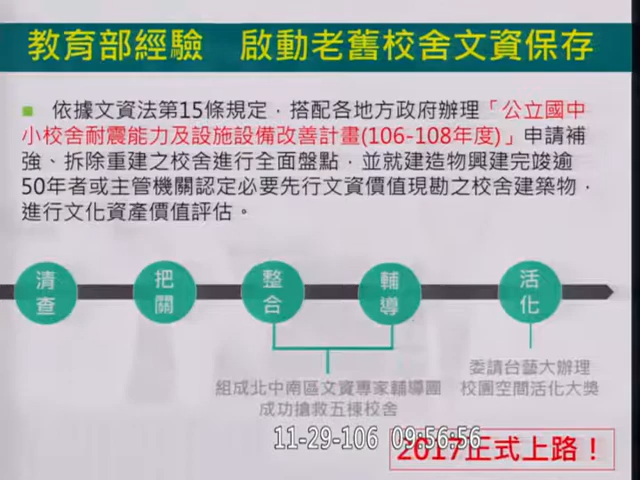 教育部經驗　啟動老舊校舍文資保存
依據文資法第15條規定，搭配各地方政府辦理「公立國中
小校舍耐震能力及設施設備改善計畫(106-108年度)」申請補
強、拆除重建之校舍進行全面盤點，並就建造物興建完竣逾
50年者或主管機關認定必要先行文資價值現勘之校舍建築物，
進行文化資產價值評估。
清查
把關
整合
輔導
活化
組成北中南區文資專家輔導團
成功搶救五棟校舍
委請台藝大辦理
校園空間活化大獎
11-29-106 09:56:56
2017正式上路！